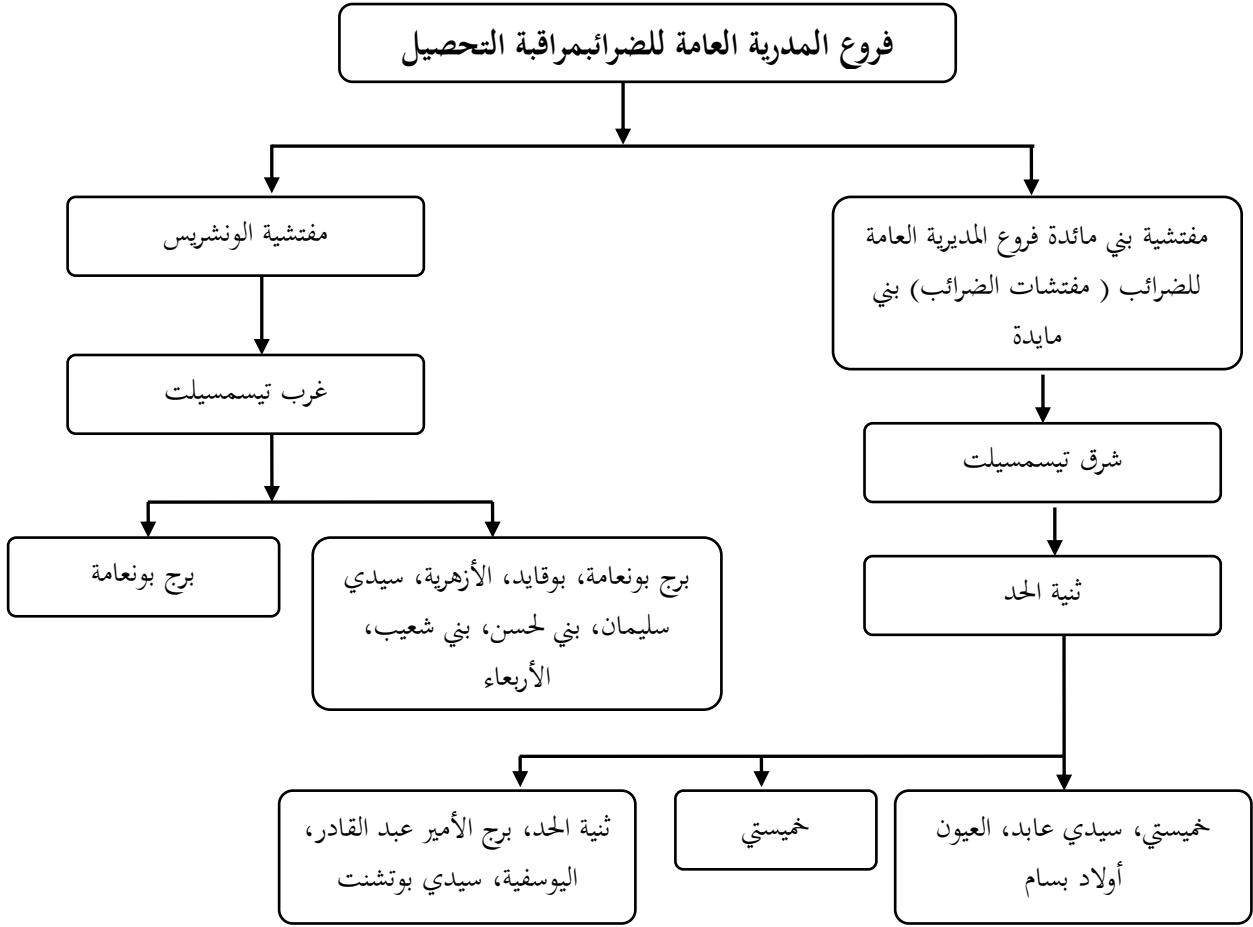 فروع المدرية العامة للضرائبمراقبة التحصيل
مفتشية بني مائدة فروع المديرية العامة
للضرائب ( مفتشات الضرائب) بني
مايدة
مفتشية الونشريس
غرب تيسمسيلت
شرق تيسمسيلت
برج بونعامة، بوقايد، الأزهرية، سيدي
سليمان، بني لحسن، بني شعيب،
الأربعاء
برج بونعامة
ثنية الحد
خميستي، سيدي عابد، العيون
أولاد بسام
خميستي
ثنية الحد، برج الأمير عبد القادر،
اليوسفية، سيدي بوتشنت